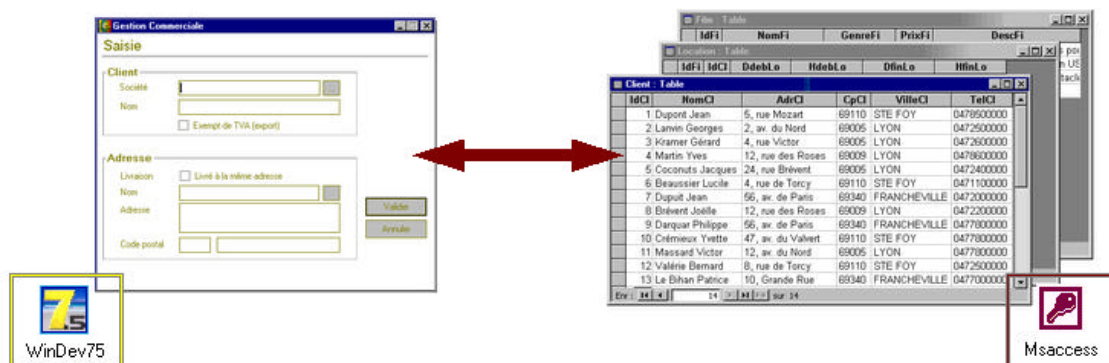 Gestion Commerciale
Saisie
Client
Société
Nom
Exempt de TVA (export)
Adresse
Livraison Livré à la même adresse
Nom
Adresse
Code postal
Valider
Annuler
WinDev75
Film : Table
IdFi NomFi GenreFi PrixFi DescFi
Location : Table
IdFi IdCl DdebLo HdebLo DfinLo HfinLo
Client : Table
IdCl NomCl AdrCl CpCl VilleCl TelCl
1 Dupont Jean 5, rue Mozart 69110 STE FOY 0478500000
2 Lanvin Georges 2, av. du Nord 69005 LYON 0472500000
3 Kramer Gérard 4, rue Victor 69005 LYON 0472600000
4 Martin Yves 12, rue des Roses 69009 LYON 0478600000
5 Coconuts Jacques 24, rue Brévent 69005 LYON 0472400000
6 Beaussier Lucile 4, rue de Torcy 69110 STE FOY 0471100000
7 Dupuit Jean 56, av. de Paris 69340 FRANCHEVILLE 0472000000
8 Brévent Joëlle 12, rue des Roses 69009 LYON 0472200000
9 Darquar Philippe 56, av. de Paris 69340 FRANCHEVILLE 0477800000
10 Crémieux Yvette 47, av. du Valvert 69110 STE FOY 0477800000
11 Massard Victor 12, av. du Nord 69005 LYON 0477700000
12 Valérie Bernard 8, rue de Torcy 69110 STE FOY 0472500000
13 Le Bihan Patrice 10, Grande Rue 69340 FRANCHEVILLE 0477000000
Enr : 14 sur 14
Msaccess